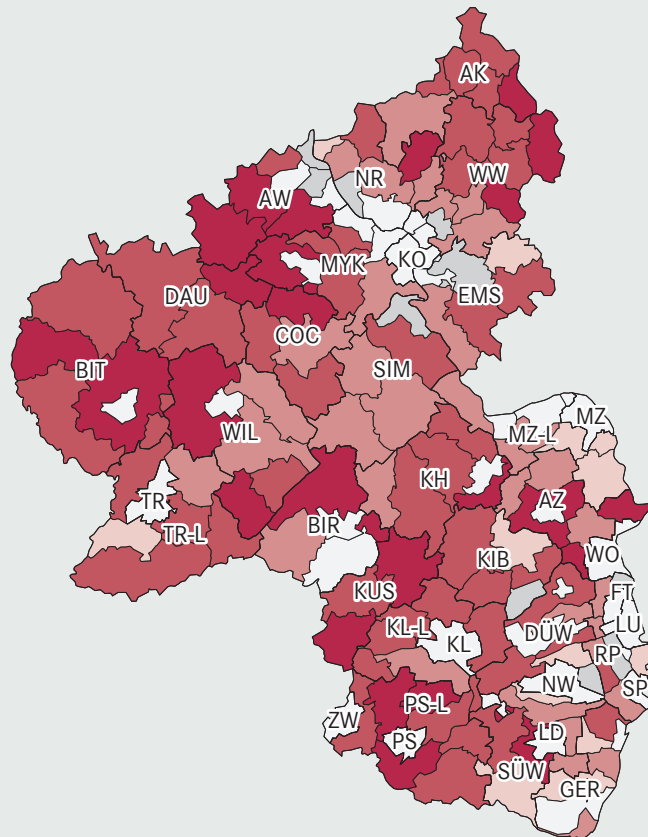 AK
NR
WW
AW
KO
MYK
DAU
EMS
COC
BIT
SIM
WIL
MZ
MZ-L
KH
TR
AZ
BIR
TR-L
WO
KIB
KUS
FT
KL-L
LU
DÜW
KL
RP
NW
SP
PS-L
ZW
LD
PS
SÜW
GER